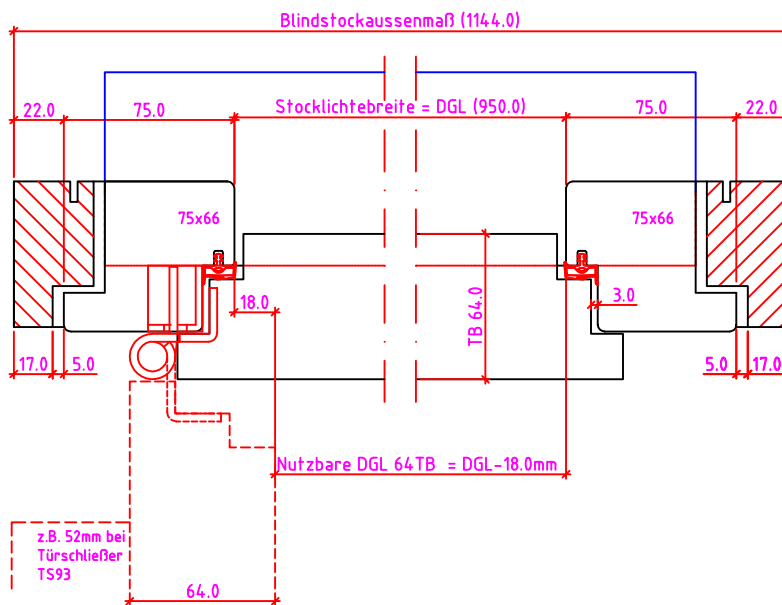 Blindstockaussenmaß (1144.0)
22.0
75.0
Stocklichtebreite = DGL (950.0)
75.0
22.0
75x66
75x66
18.0
TB 64.0
3.0
17.0
5.0
5.0
17.0
Nutzbare DGL 64TB = DGL-18.0mm
z.B. 52mm bei
Türschließer
TS93
64.0